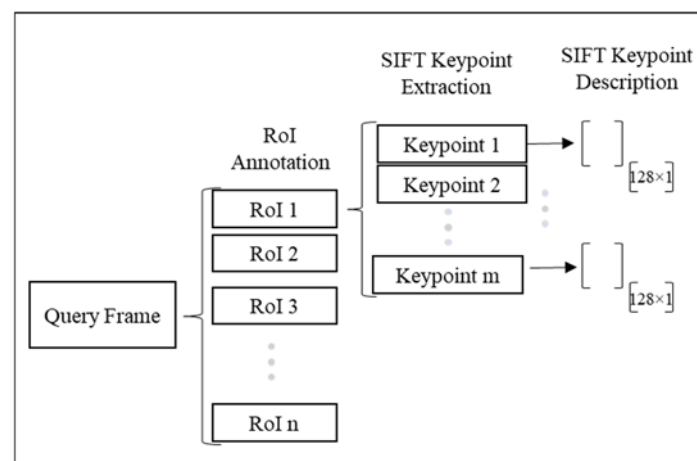 SIFT Keypoint
Extraction
SIFT Keypoint
Description
RoI
Annotation
Keypoint 1
[128×1]
Keypoint 2
RoI 1
RoI 2
Keypoint m
[128×1]
Query Frame
RoI 3
RoI n